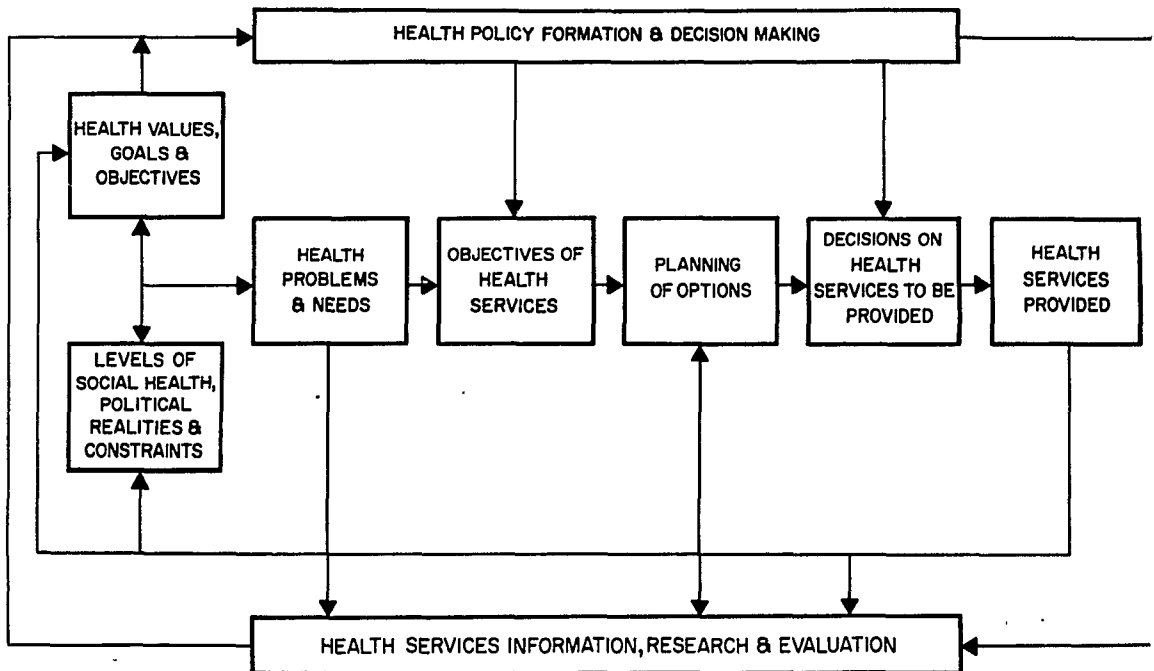 HEALTH POLICY FORMATION & DECISION MAKING
HEALTH VALUES,
GOALS &
OBJECTIVES
HEALTH
PROBLEMS
& NEEDS
OBJECTIVES OF
HEALTH
SERVICES
PLANNING
OF OPTIONS
DECISIONS ON
HEALTH
SERVICES TO BE
PROVIDED
HEALTH
SERVICES
PROVIDED
LEVELS OF
SOCIAL HEALTH,
POLITICAL
REALITIES &
CONSTRAINTS
HEALTH SERVICES INFORMATION, RESEARCH & EVALUATION